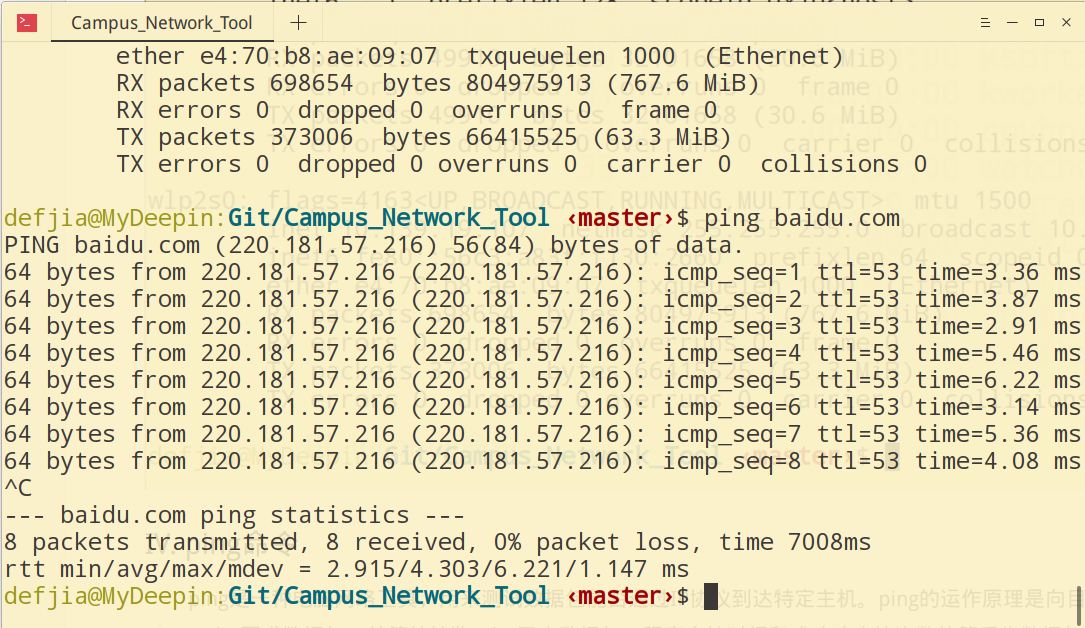 Campus_Network_Tool
ether e4:70:b8:ae:09:07 txqueuelen 1000 (Ethernet)
RX packets 698654 bytes 804975913 (767.6 MiB)
RX errors 0 dropped 0 overruns 0 frame 0
TX packets 373006 bytes 66415525 (63.3 MiB)
TX errors 0 dropped 0 overruns 0 carrier 0 collisions 0
defjia@MyDeepin:Git/Campus_Network_Tool ‹master›$ ping baidu.com
PING baidu.com (220.181.57.216) 56(84) bytes of data.
64 bytes from 220.181.57.216 (220.181.57.216): icmp_seq=1 ttl=53 time=3.36 ms
64 bytes from 220.181.57.216 (220.181.57.216): icmp_seq=2 ttl=53 time=3.87 ms
64 bytes from 220.181.57.216 (220.181.57.216): icmp_seq=3 ttl=53 time=2.91 ms
64 bytes from 220.181.57.216 (220.181.57.216): icmp_seq=4 ttl=53 time=5.46 ms
64 bytes from 220.181.57.216 (220.181.57.216): icmp_seq=5 ttl=53 time=6.22 ms
64 bytes from 220.181.57.216 (220.181.57.216): icmp_seq=6 ttl=53 time=3.14 ms
64 bytes from 220.181.57.216 (220.181.57.216): icmp_seq=7 ttl=53 time=5.36 ms
64 bytes from 220.181.57.216 (220.181.57.216): icmp_seq=8 ttl=53 time=4.08 ms
^C
--- baidu.com ping statistics ---
8 packets transmitted, 8 received, 0% packet loss, time 7008ms
rtt min/avg/max/mdev = 2.915/4.303/6.221/1.147 ms
defjia@MyDeepin:Git/Campus_Network_Tool ‹master›$